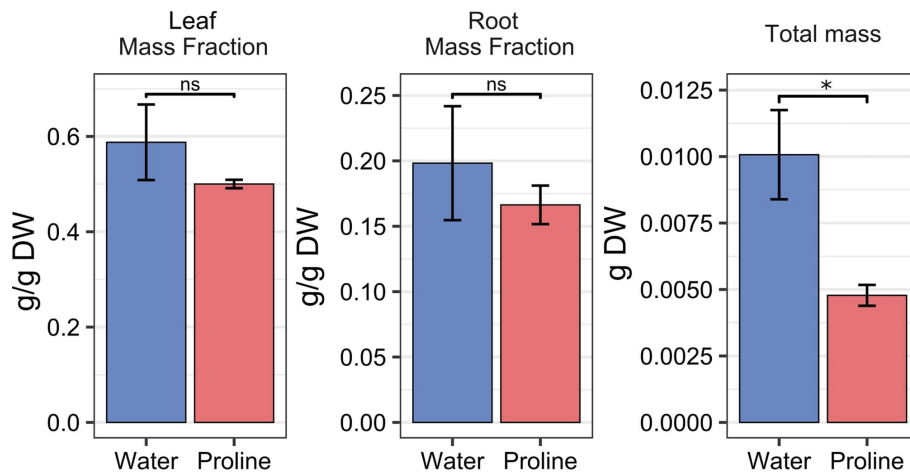 Leaf
Mass Fraction
ns
0.6
0.4
0.2
0.0
g/g DW
Water Proline
Root
Mass Fraction
ns
0.25
0.20
0.15
0.10
0.05
0.00
g/g DW
Water Proline
Total mass
*
0.0125
0.0100
0.0075
0.0050
0.0025
0.0000
g DW
Water Proline